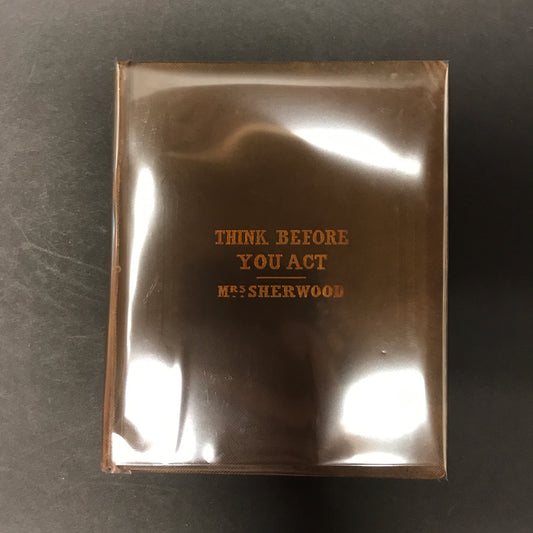 THINK BEFORE
YOU ACT
MRS. SHERWOOD